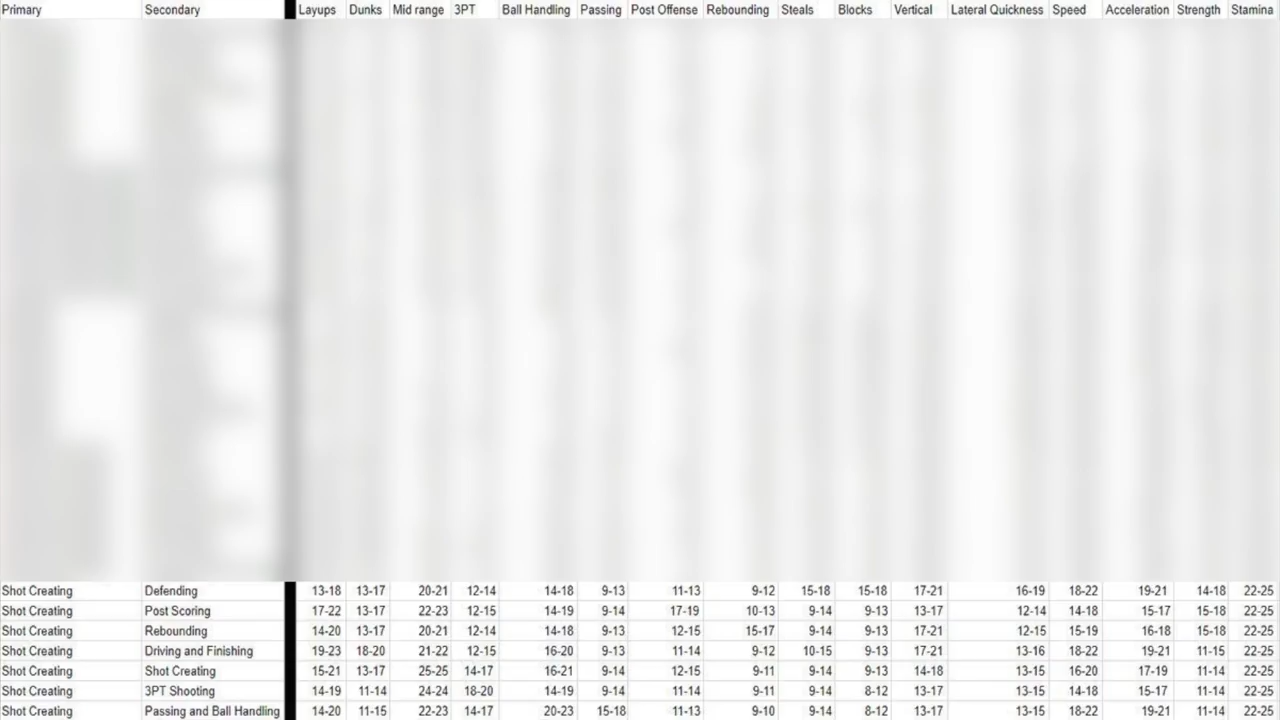 Primary Secondary Layups Dunks Mid range 3PT Ball Handling Passing Post Offense Rebounding Steals Blocks Vertical Lateral Quickness Speed Acceleration Strength Stamina
Shot Creating Defending 13-18 13-17 20-21 12-14 14-18 9-13 11-13 9-12 15-18 15-18 17-21 16-19 18-22 19-21 14-18 22-25
Shot Creating Post Scoring 17-22 13-17 22-23 12-15 14-19 9-14 17-19 10-13 9-14 9-13 13-17 12-14 14-18 15-17 15-18 22-25
Shot Creating Rebounding 14-20 13-17 20-21 12-14 14-18 9-13 12-15 15-17 9-14 9-13 17-21 12-15 15-19 16-18 15-18 22-25
Shot Creating Driving and Finishing 19-23 18-20 21-22 12-15 16-20 9-13 11-14 9-12 10-15 9-13 17-21 13-16 18-22 19-21 11-15 22-25
Shot Creating Shot Creating 15-21 13-17 25-25 14-17 16-21 9-14 12-15 9-11 9-14 9-13 14-18 13-15 16-20 17-19 11-14 22-25
Shot Creating 3PT Shooting 14-19 11-14 24-24 18-20 14-19 9-14 11-14 9-11 9-14 8-12 13-17 13-15 14-18 15-17 11-14 22-25
Shot Creating Passing and Ball Handling 14-20 11-15 22-23 14-17 20-23 15-18 11-13 9-10 9-14 8-12 13-17 13-15 18-22 19-21 11-14 22-25